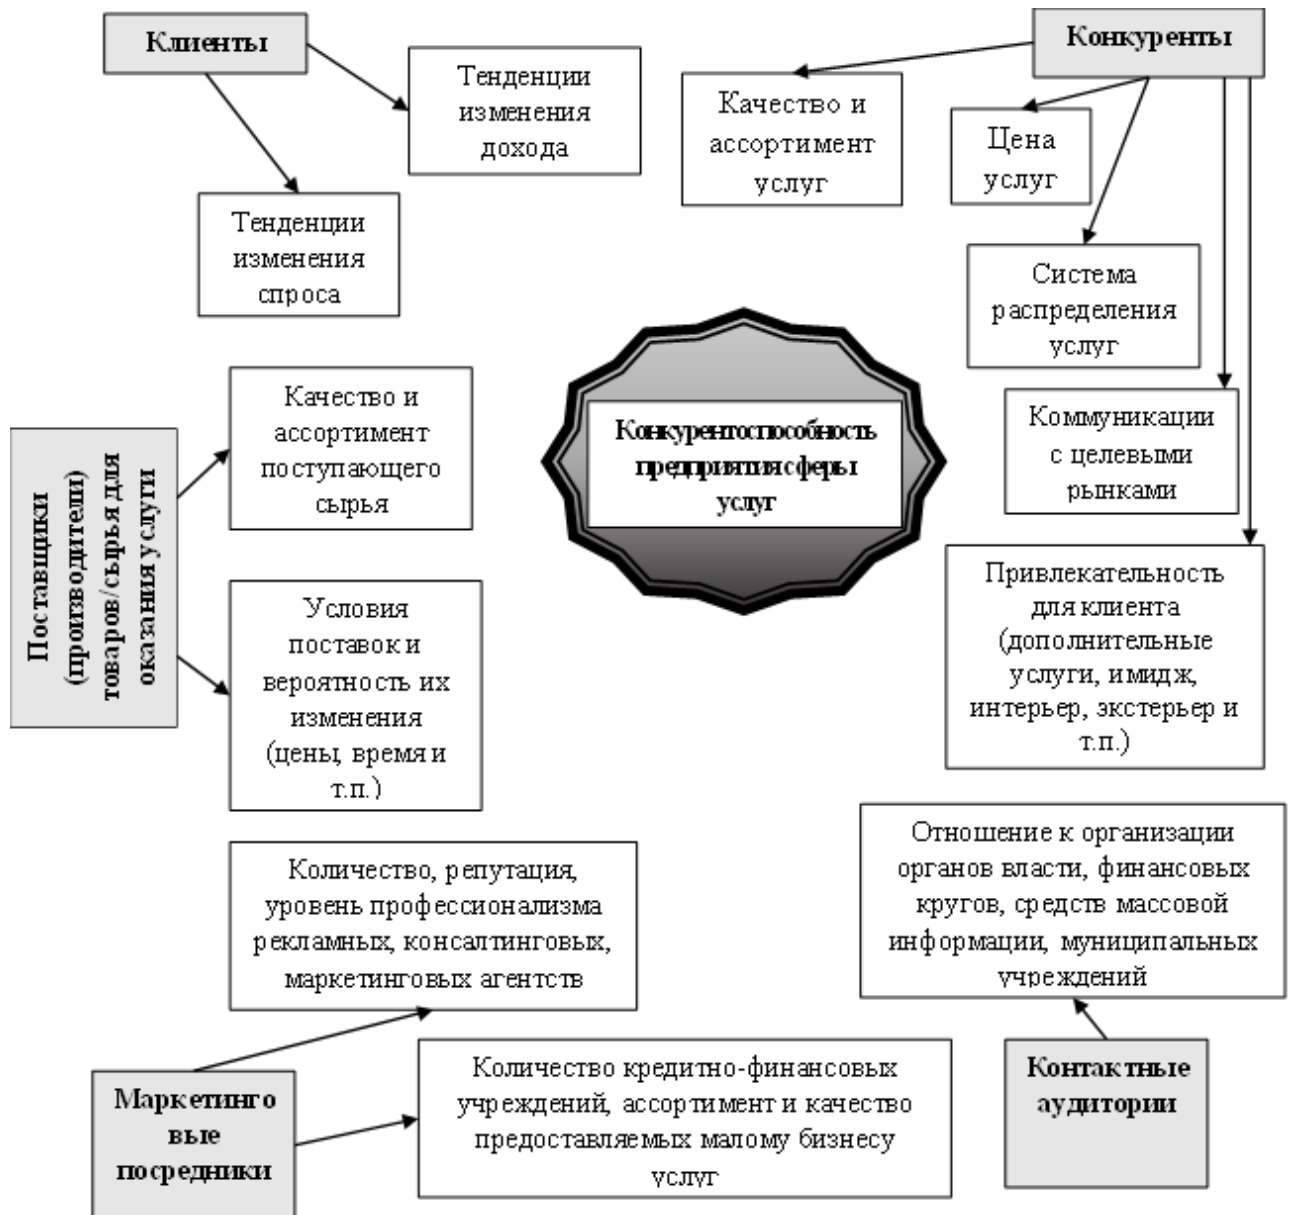 Клиенты
Тенденции
изменения
дохода
Тенденции
изменения
спроса
Конкуренты
Качество и
ассортимент
услуг
Цена
услуг
Система
распределения
услуг
Коммуникации
с целевыми
рынками
Привлекательность
для клиента
(дополнительные
услуги, имидж,
интерьер, экстерьер и
т.п.)
Конкурентоспособность
предприятия сферы
услуг
Поставщики
(производители)
товаров/сырья для
оказания услуги
Качество и
ассортимент
поступающего
сырья
Условия
поставок и
вероятность их
изменения
(цены, время и
т.п.)
Количество, репутация,
уровень профессионализма
рекламных, консалтинговых,
маркетинговых агентств
Маркетинго
вые
посредники
Количество кредитно-финансовых
учреждений, ассортимент и качество
предоставляемых малому бизнесу
услуг
Отношение к организации
органов власти, финансовых
кругов, средств массовой
информации, муниципальных
учреждений
Контактные
аудитории